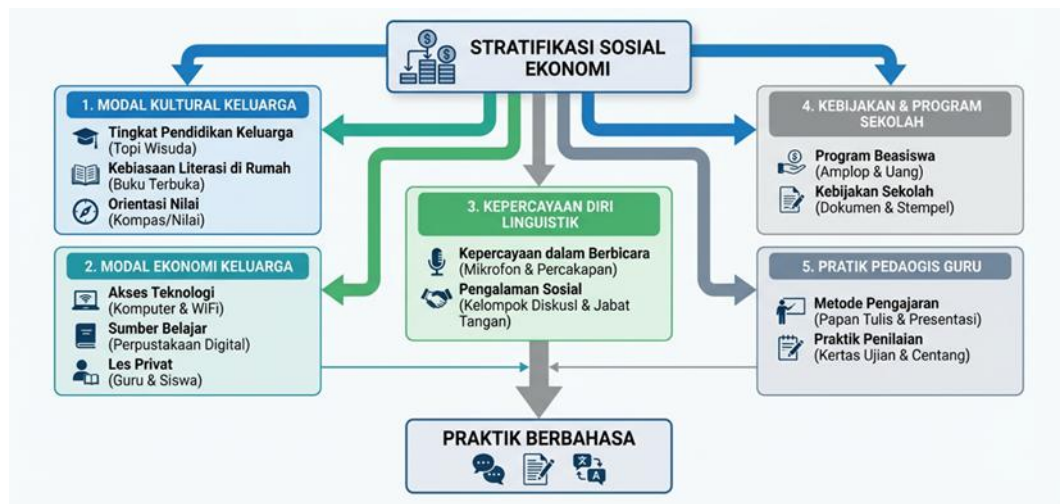 STRATIFIKASI SOSIAL
EKONOMI
1. MODAL KULTURAL KELUARGA
Tingkat Pendidikan Keluarga
(Topi Wisuda)
Kebiasaan Literasi di Rumah
(Buku Terbuka)
Orientasi Nilai
(Kompas/Nilai)
2. MODAL EKONOMI KELUARGA
Akses Teknologi
(Komputer & WiFi)
Sumber Belajar
(Perpustakaan Digital)
Les Privat
(Guru & Siswa)
3. KEPERCAYAAN DIRI
LINGUISTIK
Kepercayaan dalam Berbicara
(Mikrofon & Percakapan)
Pengalaman Sosial
(Kelompok Diskusl & Jabat
Tangan)
4. KEBIJAKAN & PROGRAM
SEKOLAH
Program Beasiswa
(Amplop & Uang)
Kebijakan Sekolah
(Dokumen & Stempel)
5. PRATIK PEDAOGIS GURU
Metode Pengajaran
(Papan Tulis & Presentasi)
Praktik Penilaian
(Kertas Ujian & Centang)
PRAKTIK BERBAHASA